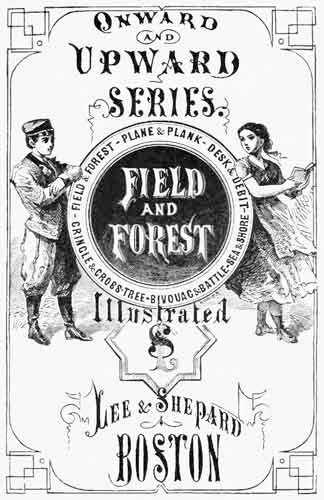 ONWARD
AND
UPWARD
SERIES.
FIELD & FOREST - PLANE & PLANK - DESK & DEBIT
CRINGLE & CROSS-TREE - BIVOUAC & BATTLE - SEA & SHORE -
FIELD
AND
FOREST
Illustrated
LEE & SHEPARD
BOSTON